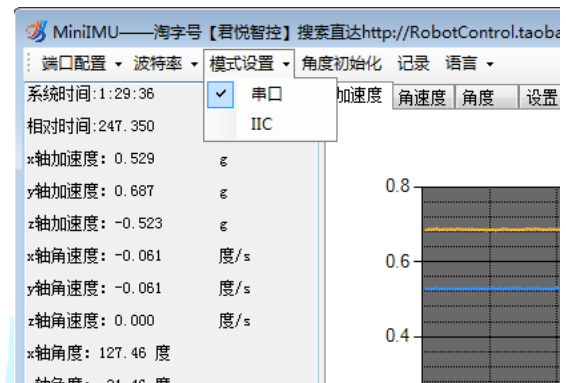 MiniIMU——淘字号【君悦智控】搜素直达http://RobotControl.taoba
端口配置 波特率 模式设置 角度初始化 记录 语言
系统时间:1:29:36
串口
加速度 角速度 角度 设置
相对时间:247.350
IIC
x轴加速度: 0.529 g
y轴加速度: 0.687 g
0.8
z轴加速度: -0.523 g
x轴角速度: -0.061 度/s
0.6
y轴角速度: -0.061 度/s
z轴角速度: 0.000 度/s
0.4
x轴角度: 127.46 度